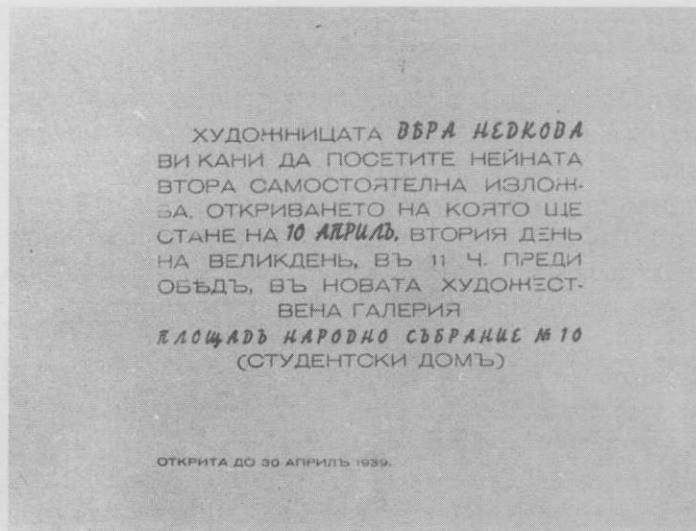 ХУДОЖНИЦАТА ВѢРА НЕДКОВА
ВИ КАНИ ДА ПОСЕТИТЕ НЕЙНАТА
ВТОРА САМОСТОЯТЕЛНА ИЗЛОЖ-
БА, ОТКРИВАНЕТО НА КОЯТО ЩЕ
СТАНЕ НА 10 АПРИЛЪ, ВТОРИЯ ДЕНЬ
НА ВЕЛИКДЕНЬ, ВЪ 11 Ч. ПРЕДИ
ОБѢДЪ, ВЪ НОВАТА ХУДОЖЕСТ-
ВЕНА ГАЛЕРИЯ
ПЛОЩАДЪ НАРОДНО СЪБРАНИЕ № 10
(СТУДЕНТСКИ ДОМЪ)
ОТКРИТА ДО 30 АПРИЛЪ 1939.